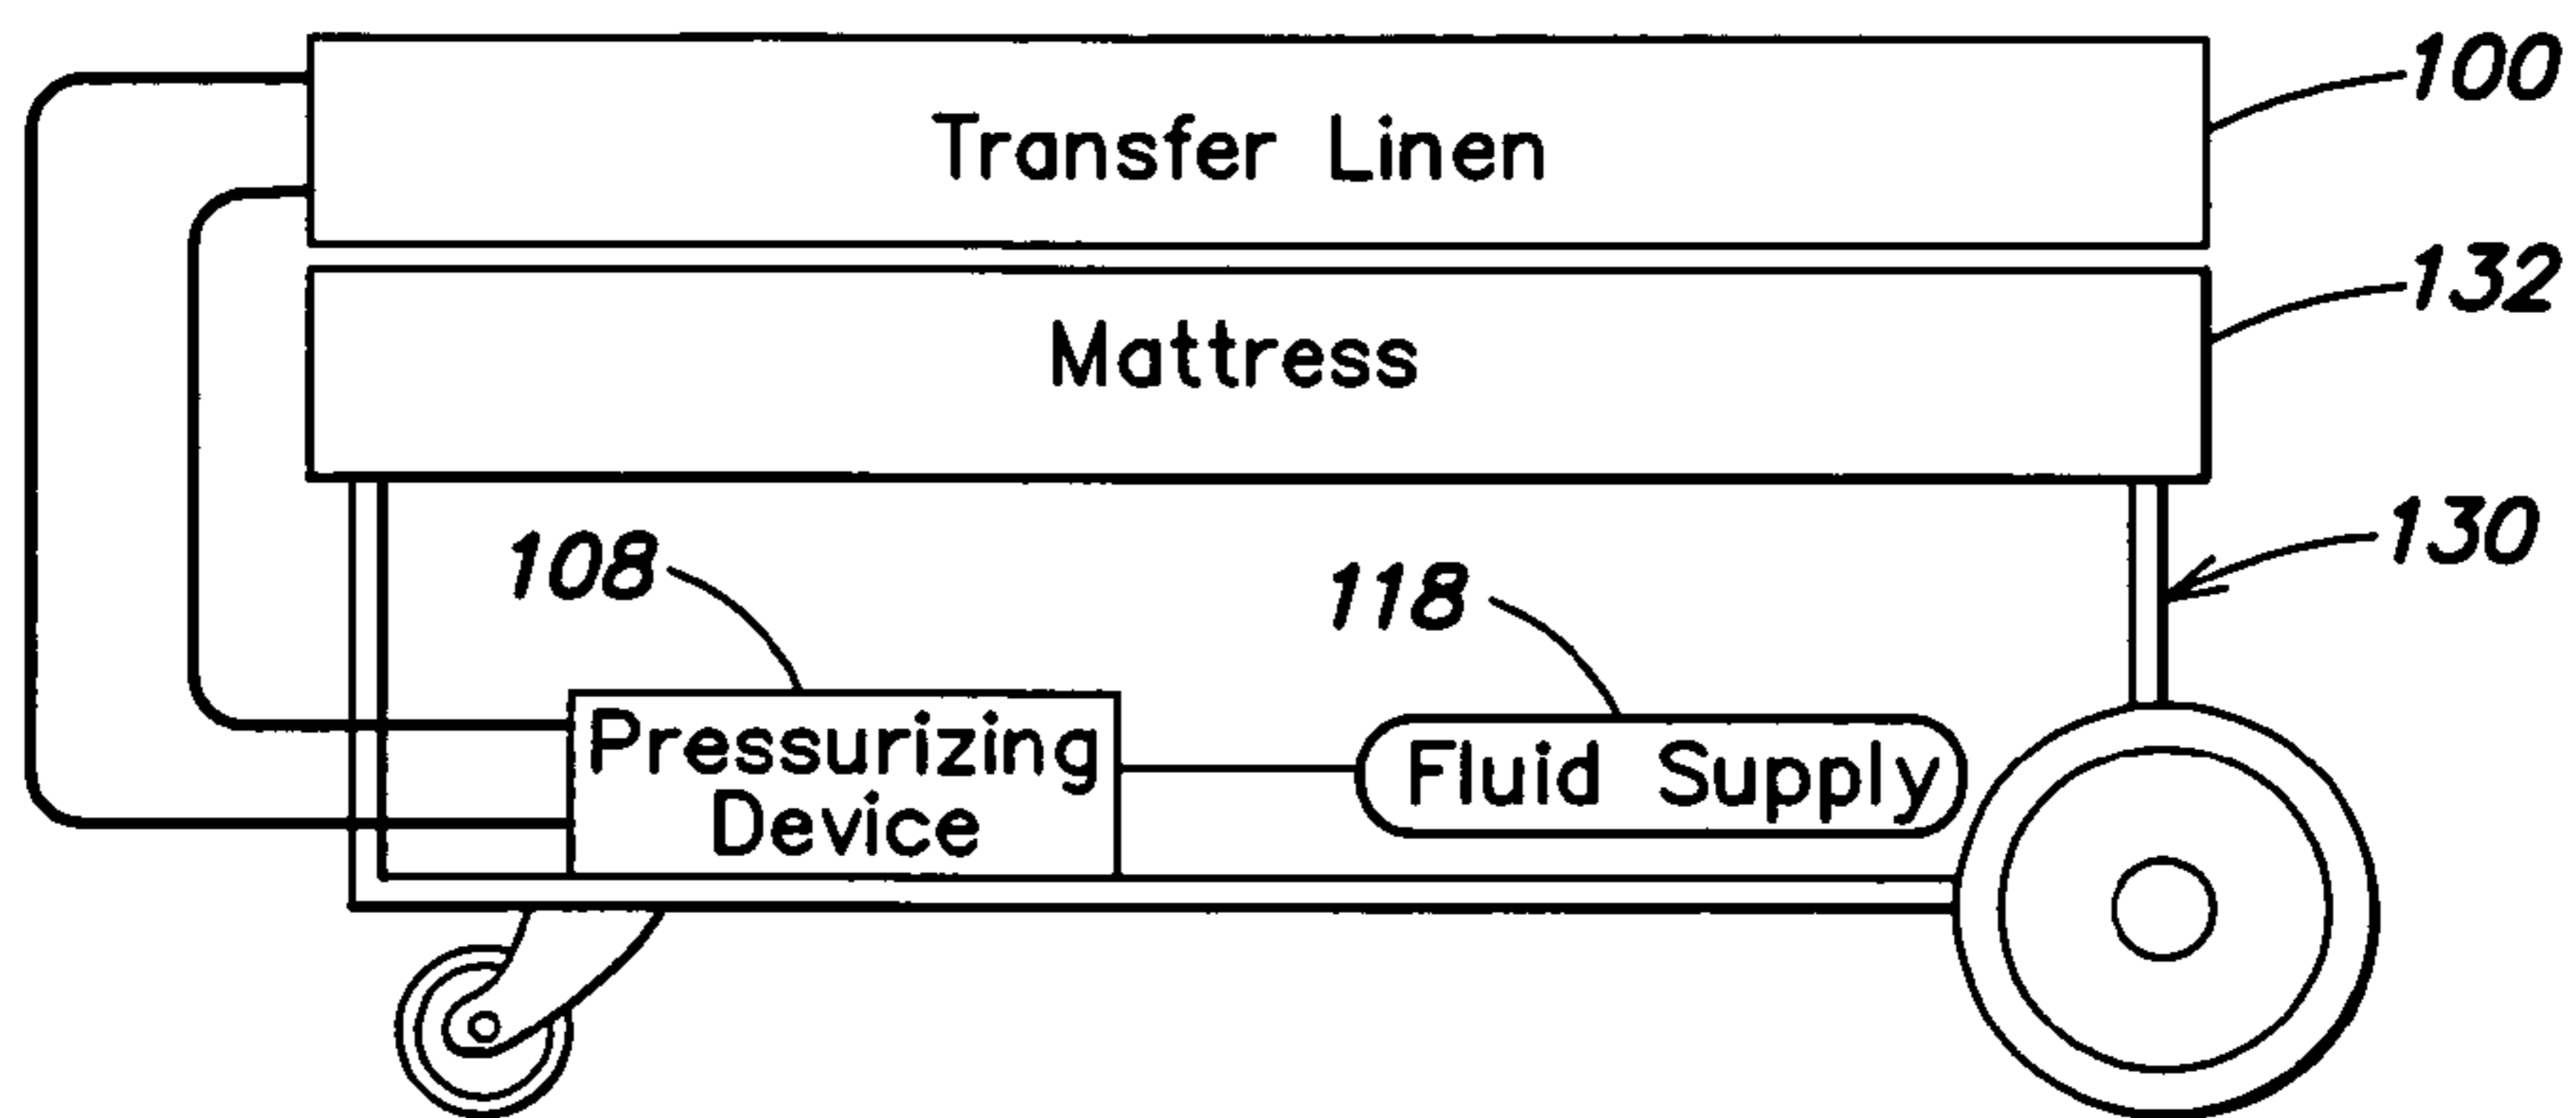 Transfer Linen
100
Mattress
132
130
108
118
Pressurizing
Device
Fluid Supply